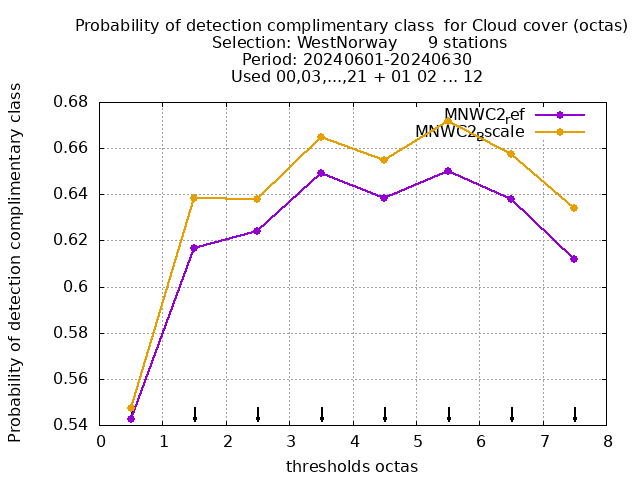 Probability of detection complimentary class  for Cloud cover (octas)
Selection: WestNorway      9 stations
Period: 20240601-20240630
Used 00,03,...,21 + 01 02 ... 12
Probability of detection complimentary class
MNWC2ref
MNWC2pscale
0.68
0.66
0.64
0.62
0.6
0.58
0.56
0.54
0 1 2 3 4 5 6 7 8
thresholds octas